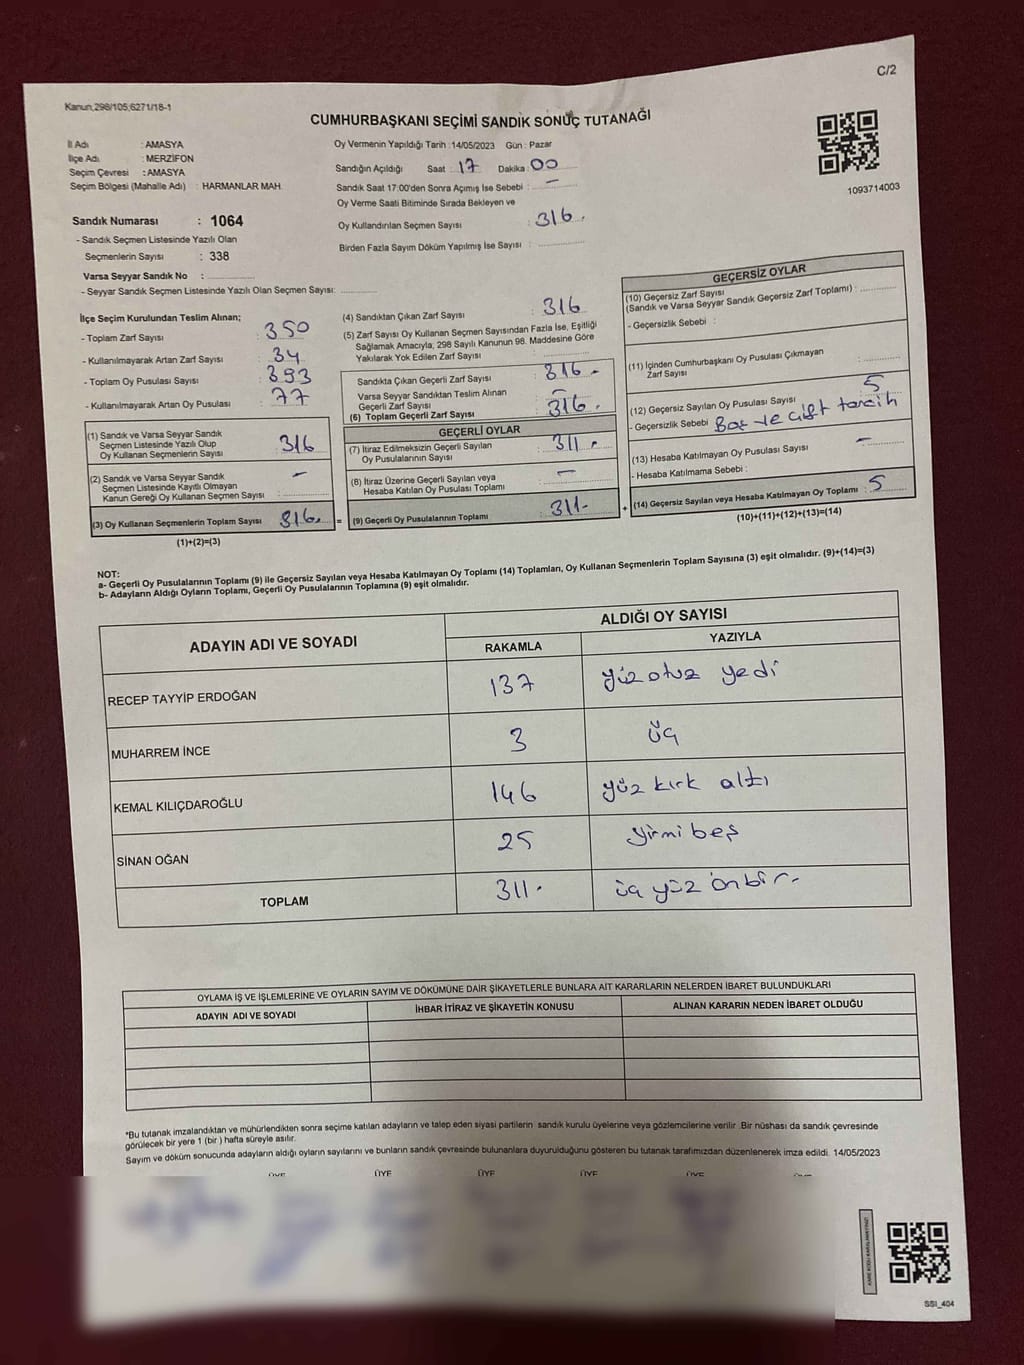 C/2
Kanun,298/105;6271/18-1
CUMHURBAŞKANI SEÇİMİ SANDIK SONUÇ TUTANAĞI
İl Adı : AMASYA
İlçe Adı : MERZİFON
Seçim Çevresi : AMASYA
Seçim Bölgesi (Mahalle Adı) : HARMANLAR MAH.
Oy Vermenin Yapıldığı Tarih :14/05/2023 Gün : Pazar
Sandığın Açıldığı Saat : 17 Dakika : 00
Sandık Saat 17:00'den Sonra Açımış İse Sebebi : –
Oy Verme Saati Bitiminde Sırada Bekleyen ve
Oy Kullandırılan Seçmen Sayısı : 316.
Birden Fazla Sayım Döküm Yapılmış İse Sayısı :
1093714003
Sandık Numarası : 1064
- Sandık Seçmen Listesinde Yazılı Olan
Seçmenlerin Sayısı : 338
Varsa Seyyar Sandık No :
- Seyyar Sandık Seçmen Listesinde Yazılı Olan Seçmen Sayısı:
İlçe Seçim Kurulundan Teslim Alınan;
- Toplam Zarf Sayısı : 350
- Kullanılmayarak Artan Zarf Sayısı : 34
- Toplam Oy Pusulası Sayısı : 393
- Kullanılmayarak Artan Oy Pusulası : 77
(1) Sandık ve Varsa Seyyar Sandık
Seçmen Listesinde Yazılı Olup
Oy Kullanan Seçmenlerin Sayısı : 316
(2) Sandık ve Varsa Seyyar Sandık
Seçmen Listesinde Kayıtlı Olmayan
Kanun Gereği Oy Kullanan Seçmen Sayısı : –
(3) Oy Kullanan Seçmenlerin Toplam Sayısı : 316. =
(1)+(2)=(3)
(4) Sandıktan Çıkan Zarf Sayısı : 316
(5) Zarf Sayısı Oy Kullanan Seçmen Sayısından Fazla İse, Eşitliği
Sağlamak Amacıyla, 298 Sayılı Kanunun 98. Maddesine Göre
Yakılarak Yok Edilen Zarf Sayısı :
Sandıkta Çıkan Geçerli Zarf Sayısı : 316.
Varsa Seyyar Sandıktan Teslim Alınan
Geçerli Zarf Sayısı : –
(6) Toplam Geçerli Zarf Sayısı : 316.
GEÇERLİ OYLAR
(7) İtiraz Edilmeksizin Geçerli Sayılan
Oy Pusulalarının Sayısı : 311.
(8) İtiraz Üzerine Geçerli Sayılan veya
Hesaba Katılan Oy Pusulası Toplamı : –
(9) Geçerli Oy Pusulalarının Toplamı : 311- +
GEÇERSİZ OYLAR
(10) Geçersiz Zarf Sayısı
(Sandık ve Varsa Seyyar Sandık Geçersiz Zarf Toplamı) :
- Geçersizlik Sebebi :
(11) İçinden Cumhurbaşkanı Oy Pusulası Çıkmayan
Zarf Sayısı :
(12) Geçersiz Sayılan Oy Pusulası Sayısı : 5
- Geçersizlik Sebebi : Boş ve çift tercih
(13) Hesaba Katılmayan Oy Pusulası Sayısı : –
- Hesaba Katılmama Sebebi :
(14) Geçersiz Sayılan veya Hesaba Katılmayan Oy Toplamı : 5
(10)+(11)+(12)+(13)=(14)
NOT:
a- Geçerli Oy Pusulalarının Toplamı (9) ile Geçersiz Sayılan veya Hesaba Katılmayan Oy Toplamı (14) Toplamları, Oy Kullanan Seçmenlerin Toplam Sayısına (3) eşit olmalıdır. (9)+(14)=(3)
b- Adayların Aldığı Oyların Toplamı, Geçerli Oy Pusulalarının Toplamına (9) eşit olmalıdır.
ADAYIN ADI VE SOYADI
ALDIĞI OY SAYISI
RAKAMLA YAZIYLA
RECEP TAYYİP ERDOĞAN 137 yüz otuz yedi
MUHARREM İNCE 3 üç
KEMAL KILIÇDAROĞLU 146 yüz kırk altı
SİNAN OĞAN 25 yirmi beş
TOPLAM 311. üç yüz onbir.
OYLAMA İŞ VE İŞLEMLERİNE VE OYLARIN SAYIM VE DÖKÜMÜNE DAİR ŞİKAYETLERLE BUNLARA AİT KARARLARIN NELERDEN İBARET BULUNDUKLARI
ADAYIN ADI VE SOYADI İHBAR İTİRAZ VE ŞİKAYETİN KONUSU ALINAN KARARIN NEDEN İBARET OLDUĞU
*Bu tutanak imzalandıktan ve mühürlendikten sonra seçime katılan adayların ve talep eden siyasi partilerin sandık kurulu üyelerine veya gözlemcilerine verilir .Bir nüshası da sandık çevresinde
görülecek bir yere 1 (bir ) hafta süreyle asılır.
Sayım ve döküm sonucunda adayların aldığı oyların sayılarını ve bunların sandık çevresinde bulunanlara duyurulduğunu gösteren bu tutanak tarafımızdan düzenlenerek imza edildi. 14/05/2023
ÜYE ÜYE ÜYE ÜYE ÜYE
SSI_404